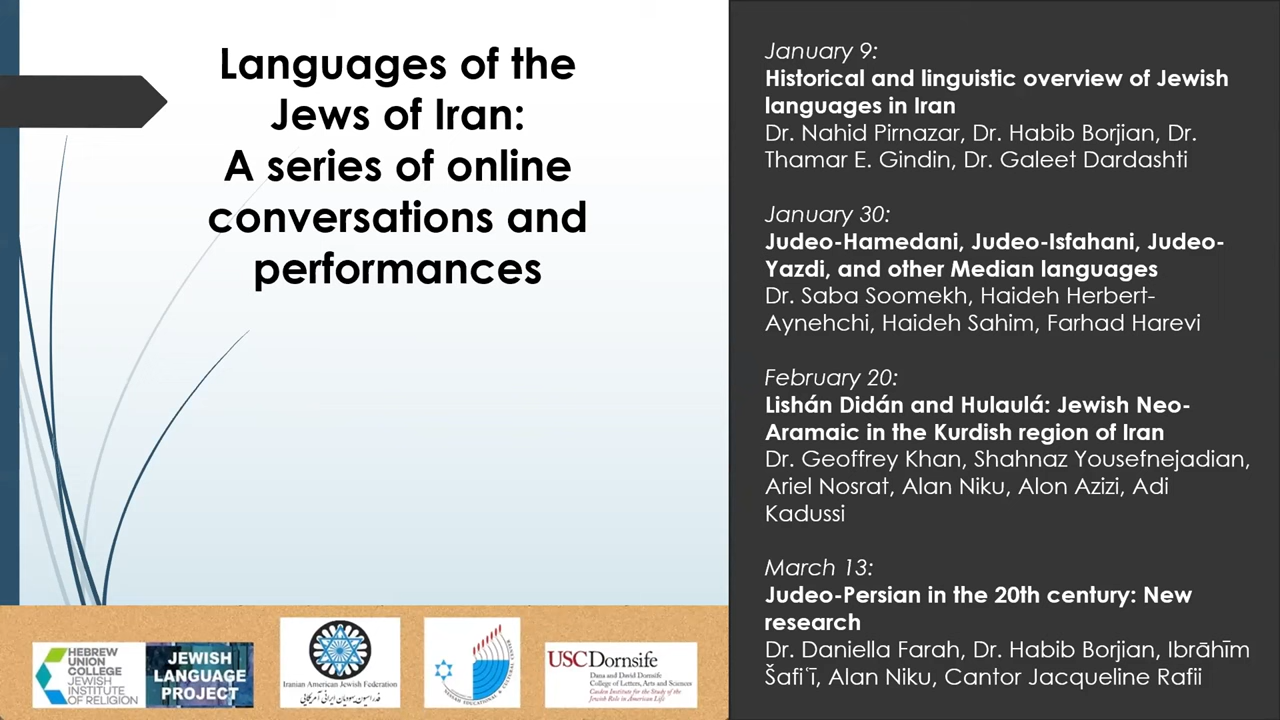 Languages of the
Jews of Iran:
A series of online
conversations and
performances
January 9:
Historical and linguistic overview of Jewish
languages in Iran
Dr. Nahid Pirnazar, Dr. Habib Borjian, Dr.
Thamar E. Gindin, Dr. Galeet Dardashti
January 30:
Judeo-Hamedani, Judeo-Isfahani, Judeo-
Yazdi, and other Median languages
Dr. Saba Soomekh, Haideh Herbert-
Aynehchi, Haideh Sahim, Farhad Harevi
February 20:
Lishán Didán and Hulaulá: Jewish Neo-
Aramaic in the Kurdish region of Iran
Dr. Geoffrey Khan, Shahnaz Yousefnejadian,
Ariel Nosrat, Alan Niku, Alon Azizi, Adi
Kadussi
March 13:
Judeo-Persian in the 20th century: New
research
Dr. Daniella Farah, Dr. Habib Borjian, Ibrāhīm
Šafīʿī, Alan Niku, Cantor Jacqueline Rafii
HEBREW
UNION
COLLEGE
JEWISH
INSTITUTE
OF RELIGION
JEWISH
LANGUAGE
PROJECT
Iranian American Jewish Federation
فدراسیون یهودیان ایرانی آمریکایی
USC Dornsife
Dana and David Dornsife
College of Letters, Arts and Sciences
Casden Institute for the Study of the
Jewish Role in American Life